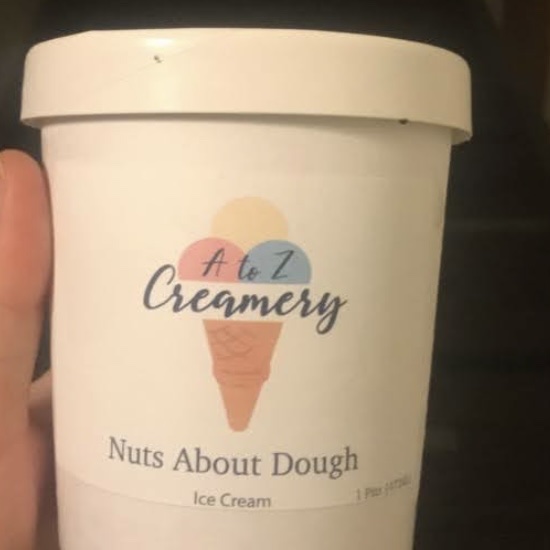 A to Z
Creamery
Nuts About Dough
Ice Cream
1 Pint